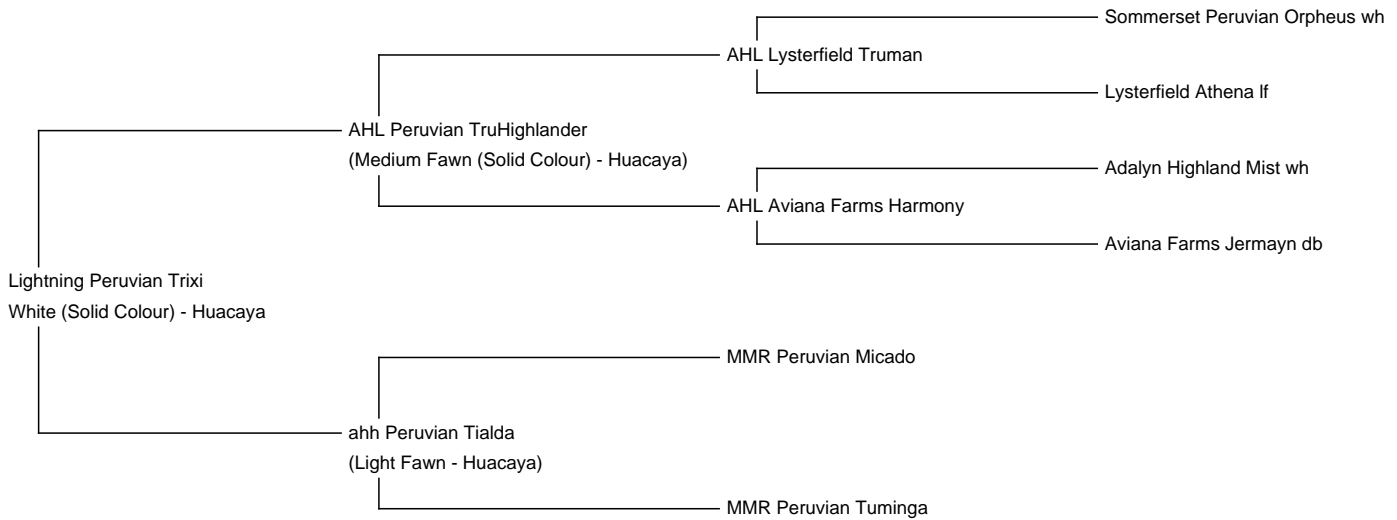 Sommerset Peruvian Orpheus wh
AHL Lysterfield Truman
Lysterfield Athena lf
AHL Peruvian TruHighlander
(Medium Fawn (Solid Colour) - Huacaya)
Adalyn Highland Mist wh
AHL Aviana Farms Harmony
Aviana Farms Jermayn db
Lightning Peruvian Trixi
White (Solid Colour) - Huacaya
MMR Peruvian Micado
ahh Peruvian Tialda
(Light Fawn - Huacaya)
MMR Peruvian Tuminga